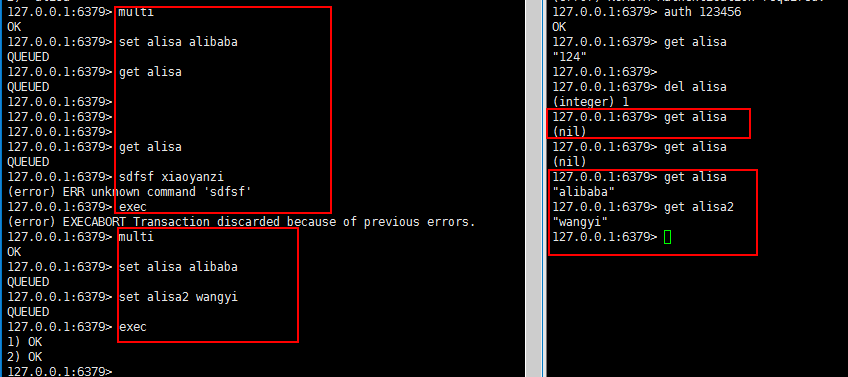 127.0.0.1:6379> multi
OK
127.0.0.1:6379> set alisa alibaba
QUEUED
127.0.0.1:6379> get alisa
QUEUED
127.0.0.1:6379>
127.0.0.1:6379>
127.0.0.1:6379>
127.0.0.1:6379> get alisa
QUEUED
127.0.0.1:6379> sdfsf xiaoyanzi
(error) ERR unknown command 'sdfsf'
127.0.0.1:6379> exec
(error) EXECABORT Transaction discarded because of previous errors.
127.0.0.1:6379> multi
OK
127.0.0.1:6379> set alisa alibaba
QUEUED
127.0.0.1:6379> set alisa2 wangyi
QUEUED
127.0.0.1:6379> exec
1) OK
2) OK
127.0.0.1:6379>
127.0.0.1:6379> auth 123456
OK
127.0.0.1:6379> get alisa
"124"
127.0.0.1:6379>
127.0.0.1:6379> del alisa
(integer) 1
127.0.0.1:6379> get alisa
(nil)
127.0.0.1:6379> get alisa
(nil)
127.0.0.1:6379> get alisa
"alibaba"
127.0.0.1:6379> get alisa2
"wangyi"
127.0.0.1:6379>